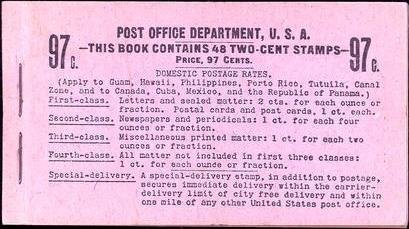 POST OFFICE DEPARTMENT, U. S. A.
97c. —THIS BOOK CONTAINS 48 TWO-CENT STAMPS— 97c.
PRICE, 97 CENTS.
DOMESTIC POSTAGE RATES.
(Apply to Guam, Hawaii, Philippines, Porto Rico, Tutuila, Canal
Zone, and to Canada, Cuba, Mexico, and the Republic of Panama.)
First-class. Letters and sealed matter: 2 cts. for each ounce or
fraction. Postal cards and post cards, 1 ct. each.
Second-class. Newspapers and periodicals: 1 ct. for each four
ounces or fraction.
Third-class. Miscellaneous printed matter: 1 ct. for each two
ounces or fraction.
Fourth-class. All matter not included in first three classes:
1 ct. for each ounce or fraction.
Special-delivery. A special-delivery stamp, in addition to postage,
secures immediate delivery within the carrier-
delivery limit of city free delivery and within
one mile of any other United States post office.